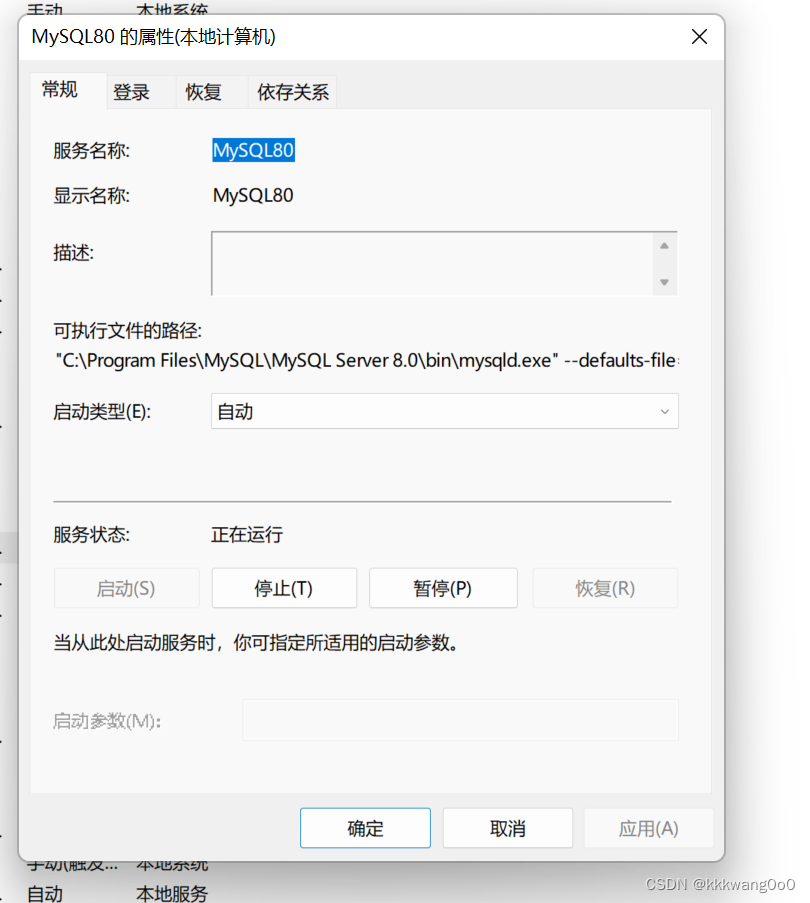 手动 本地系统
MySQL80 的属性(本地计算机)
常规 登录 恢复 依存关系
服务名称: MySQL80
显示名称: MySQL80
描述:
可执行文件的路径:
"C:\Program Files\MySQL\MySQL Server 8.0\bin\mysqld.exe" --defaults-file
启动类型(E): 自动
服务状态: 正在运行
启动(S) 停止(T) 暂停(P) 恢复(R)
当从此处启动服务时，你可指定所适用的启动参数。
启动参数(M):
确定 取消 应用(A)
手动(触发... 本地系统
自动 本地服务
CSDN @kkkwang0o0